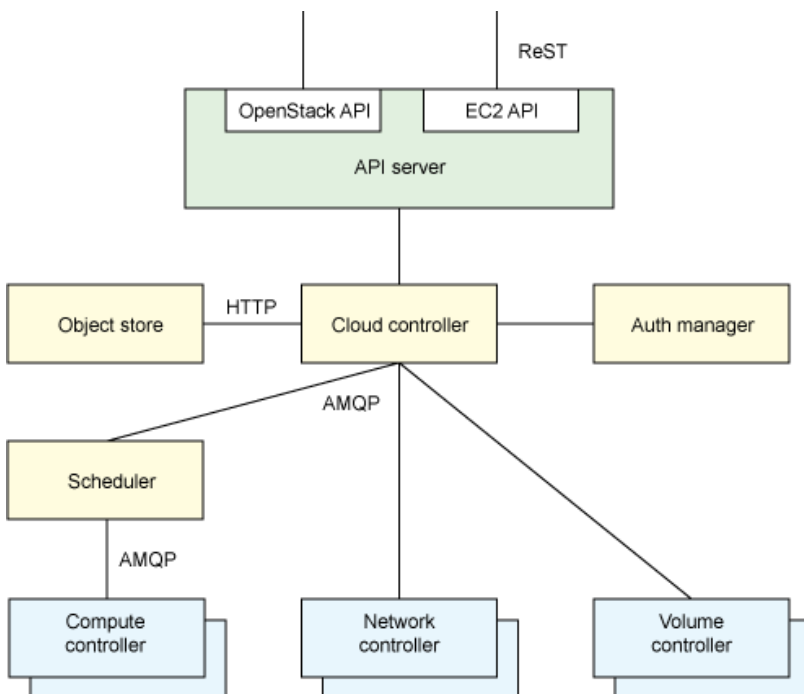 ReST
OpenStack API
EC2 API
API server
Object store
HTTP
Cloud controller
Auth manager
AMQP
Scheduler
AMQP
Compute
controller
Network
controller
Volume
controller